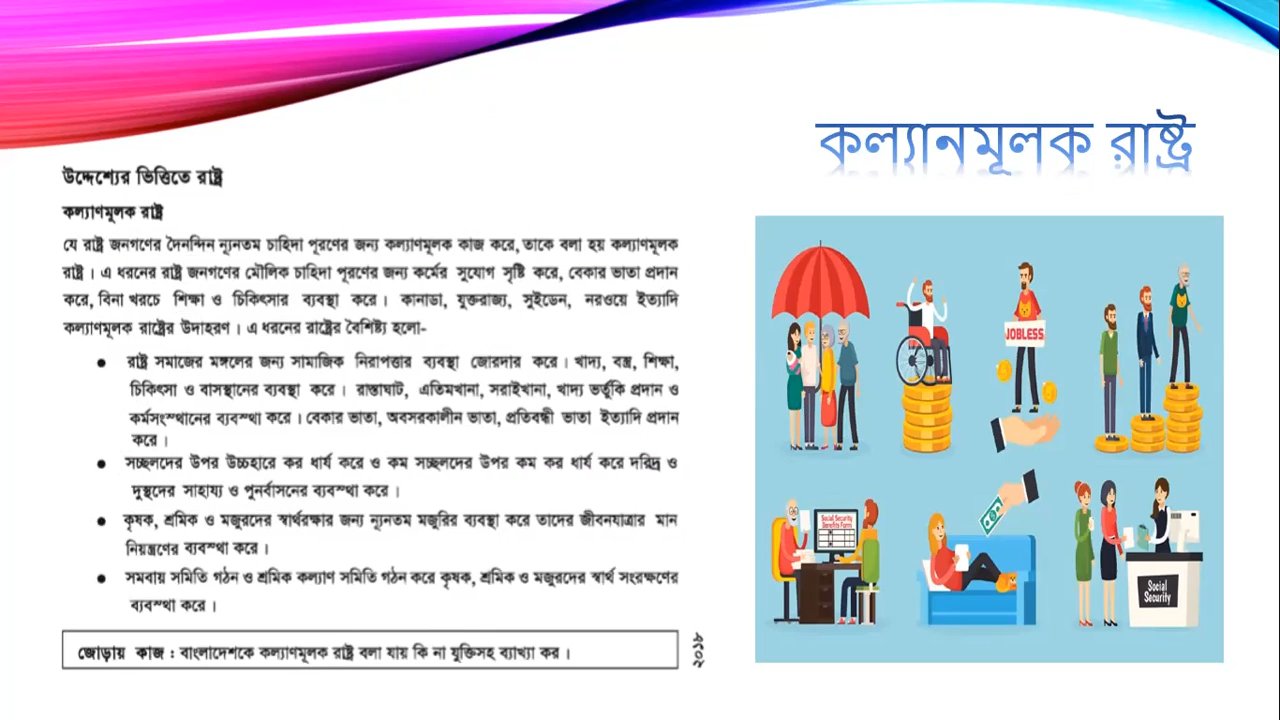 কল্যানমূলক রাষ্ট্র
উদ্দেশ্যের ভিত্তিতে রাষ্ট্র
কল্যাণমূলক রাষ্ট্র
যে রাষ্ট্র জনগণের দৈনন্দিন ন্যূনতম চাহিদা পূরণের জন্য কল্যাণমূলক কাজ করে, তাকে বলা হয় কল্যাণমূলক
রাষ্ট্র। এ ধরনের রাষ্ট্র জনগণের মৌলিক চাহিদা পূরণের জন্য কর্মের সুযোগ সৃষ্টি করে, বেকার ভাতা প্রদান
করে, বিনা খরচে শিক্ষা ও চিকিৎসার ব্যবস্থা করে। কানাডা, যুক্তরাজ্য, সুইডেন, নরওয়ে ইত্যাদি
কল্যাণমূলক রাষ্ট্রের উদাহরণ। এ ধরনের রাষ্ট্রের বৈশিষ্ট্য হলো-
● রাষ্ট্র সমাজের মঙ্গলের জন্য সামাজিক নিরাপত্তার ব্যবস্থা জোরদার করে। খাদ্য, বস্ত্র, শিক্ষা,
চিকিৎসা ও বাসস্থানের ব্যবস্থা করে। রাস্তাঘাট, এতিমখানা, সরাইখানা, খাদ্য ভর্তুকি প্রদান ও
কর্মসংস্থানের ব্যবস্থা করে। বেকার ভাতা, অবসরকালীন ভাতা, প্রতিবন্ধী ভাতা ইত্যাদি প্রদান
করে।
● সচ্ছলদের উপর উচ্চহারে কর ধার্য করে ও কম সচ্ছলদের উপর কম কর ধার্য করে দরিদ্র ও
দুস্থদের সাহায্য ও পুনর্বাসনের ব্যবস্থা করে।
● কৃষক, শ্রমিক ও মজুরদের স্বার্থরক্ষার জন্য ন্যূনতম মজুরির ব্যবস্থা করে তাদের জীবনযাত্রার মান
নিয়ন্ত্রণের ব্যবস্থা করে।
● সমবায় সমিতি গঠন ও শ্রমিক কল্যাণ সমিতি গঠন করে কৃষক, শ্রমিক ও মজুরদের স্বার্থ সংরক্ষণের
ব্যবস্থা করে।
জোড়ায় কাজ : বাংলাদেশকে কল্যাণমূলক রাষ্ট্র বলা যায় কি না যুক্তিসহ ব্যাখ্যা কর।
২০১৮
JOBLESS
Social Security
Benefits Form
Social
Security